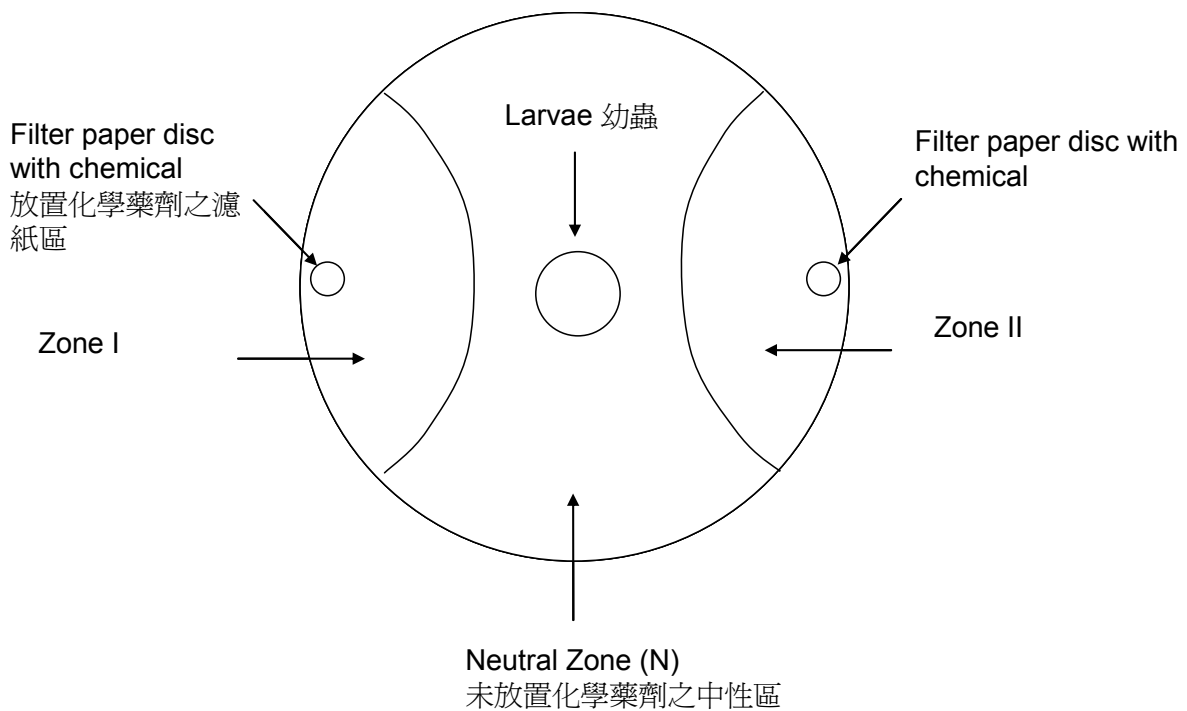 Larvae 幼蟲
Filter paper disc
with chemical
放置化學藥劑之濾
紙區
Filter paper disc with
chemical
Zone I
Zone II
Neutral Zone (N)
未放置化學藥劑之中性區